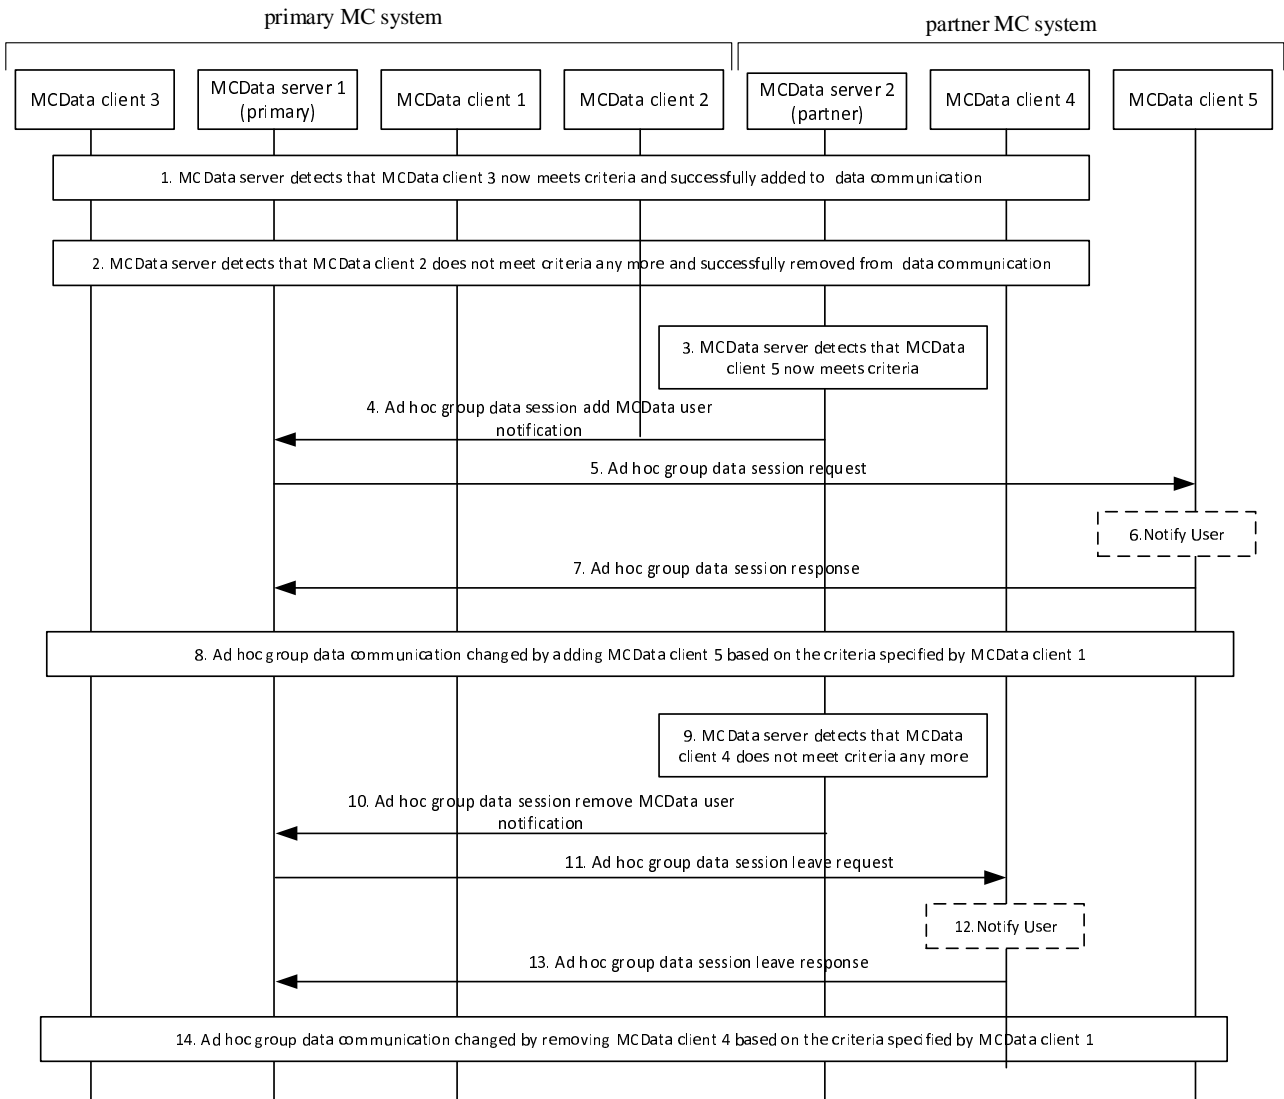 primary MC system
partner MC system
MCData client 3
MCData server 1
(primary)
MCData client 1
MCData client 2
MCData server 2
(partner)
MCData client 4
MCData client 5
1. MCData server detects that MCData client 3 now meets criteria and successfully added to data communication
2. MCData server detects that MCData client 2 does not meet criteria any more and successfully removed from data communication
3. MCData server detects that MCData
client 5 now meets criteria
4. Ad hoc group data session add MCData user
notification
5. Ad hoc group data session request
6.Notify User
7. Ad hoc group data session response
8. Ad hoc group data communication changed by adding MCData client 5 based on the criteria specified by MCData client 1
9. MCData server detects that MCData
client 4 does not meet criteria any more
10. Ad hoc group data session remove MCData user
notification
11. Ad hoc group data session leave request
12.Notify User
13. Ad hoc group data session leave response
14. Ad hoc group data communication changed by removing MCData client 4 based on the criteria specified by MCData client 1